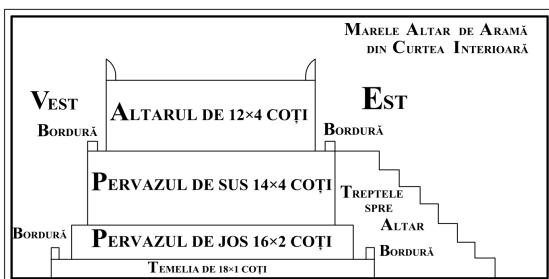 Marele Altar de Aramă
din Curtea Interioară
Vest
Est
Bordură
Altarul de 12×4 coți
Bordură
Pervazul de sus 14×4 coți
Treptele
spre
Altar
Bordură
Pervazul de jos 16×2 coți
Bordură
Temelia de 18×1 coți